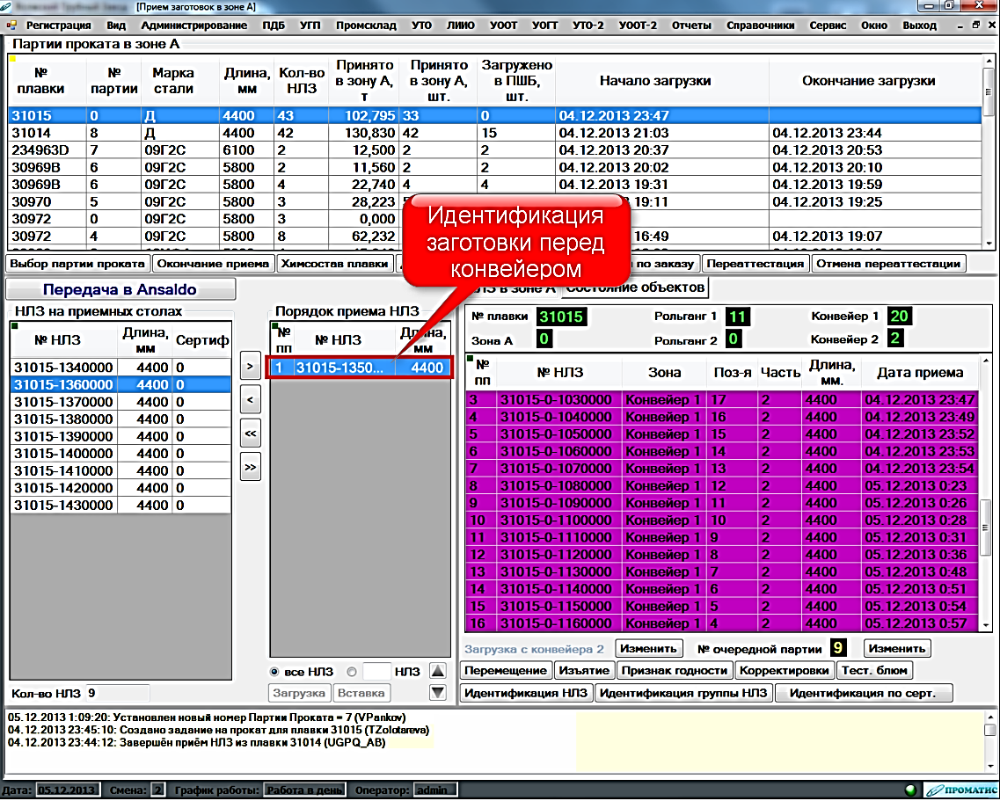 [Прием заготовок в зоне А]
Регистрация Вид Администрирование ПДБ УГП Промсклад УТО ЛИИО УООТ УОГТ УТО-2 УООТ-2 Отчеты Справочники Сервис Окно Выход
Партии проката в зоне А
№ плавки № партии Марка стали Длина, мм Кол-во НЛЗ Принято в зону А, т Принято в зону А, шт. Загружено в ПШБ, шт. Начало загрузки Окончание загрузки
31015 0 Д 4400 43 102,795 33 0 04.12.2013 23:47
31014 8 Д 4400 42 130,830 42 15 04.12.2013 21:03 04.12.2013 23:44
234963D 7 09Г2С 6100 2 12,500 2 2 04.12.2013 20:37 04.12.2013 20:53
30969В 6 09Г2С 5800 2 11,560 2 2 04.12.2013 20:02 04.12.2013 20:10
30969В 6 09Г2С 5800 4 22,740 4 4 04.12.2013 19:31 04.12.2013 19:59
30970 5 09Г2С 5800 3 28,223 19:11 04.12.2013 19:25
30972 0 09Г2С 5800 3 0,000
30972 4 09Г2С 5800 8 62,232 16:49 04.12.2013 19:07
Идентификация
заготовки перед
конвейером
Выбор партии проката Окончание приема Химсостав плавки по заказу Переаттестация Отмена переаттестации
Передача в Ansaldo
НЛЗ в зоне А Состояние объектов
НЛЗ на приемных столах
№ НЛЗ Длина, мм Сертиф
31015-1340000 4400 0
31015-1360000 4400 0
31015-1370000 4400 0
31015-1380000 4400 0
31015-1390000 4400 0
31015-1400000 4400 0
31015-1410000 4400 0
31015-1420000 4400 0
31015-1430000 4400 0
Кол-во НЛЗ 9
>
<
<<
>>
Порядок приема НЛЗ
№ пп № НЛЗ Длина, мм
1 31015-1350... 4400
все НЛЗ НЛЗ
Загрузка Вставка
№ плавки 31015 Рольганг 1 11 Конвейер 1 20
Зона А 0 Рольганг 2 0 Конвейер 2 2
№ пп № НЛЗ Зона Поз-я Часть Длина, мм. Дата приема
3 31015-0-1030000 Конвейер 1 17 2 4400 04.12.2013 23:47
4 31015-0-1040000 Конвейер 1 16 2 4400 04.12.2013 23:49
5 31015-0-1050000 Конвейер 1 15 2 4400 04.12.2013 23:52
6 31015-0-1060000 Конвейер 1 14 2 4400 04.12.2013 23:53
7 31015-0-1070000 Конвейер 1 13 2 4400 04.12.2013 23:54
8 31015-0-1080000 Конвейер 1 12 2 4400 05.12.2013 0:23
9 31015-0-1090000 Конвейер 1 11 2 4400 05.12.2013 0:26
10 31015-0-1100000 Конвейер 1 10 2 4400 05.12.2013 0:28
11 31015-0-1110000 Конвейер 1 9 2 4400 05.12.2013 0:31
12 31015-0-1120000 Конвейер 1 8 2 4400 05.12.2013 0:36
13 31015-0-1130000 Конвейер 1 7 2 4400 05.12.2013 0:48
14 31015-0-1140000 Конвейер 1 6 2 4400 05.12.2013 0:51
15 31015-0-1150000 Конвейер 1 5 2 4400 05.12.2013 0:54
16 31015-0-1160000 Конвейер 1 4 2 4400 05.12.2013 0:57
Загрузка с конвейера 2 Изменить № очередной партии 9 Изменить
Перемещение Изъятие Признак годности Корректировки Тест. блюм
Идентификация НЛЗ Идентификация группы НЛЗ Идентификация по серт.
05.12.2013 1:09:20: Установлен новый номер Партии Проката = 7 (VPankov)
04.12.2013 23:45:10: Создано задание на прокат для плавки 31015 (TZolotareva)
04.12.2013 23:44:12: Завершён приём НЛЗ из плавки 31014 (UGPQ_AB)
Дата: 05.12.2013 Смена: 2 График работы: Работа в день Оператор: admin ПРОМАТИС